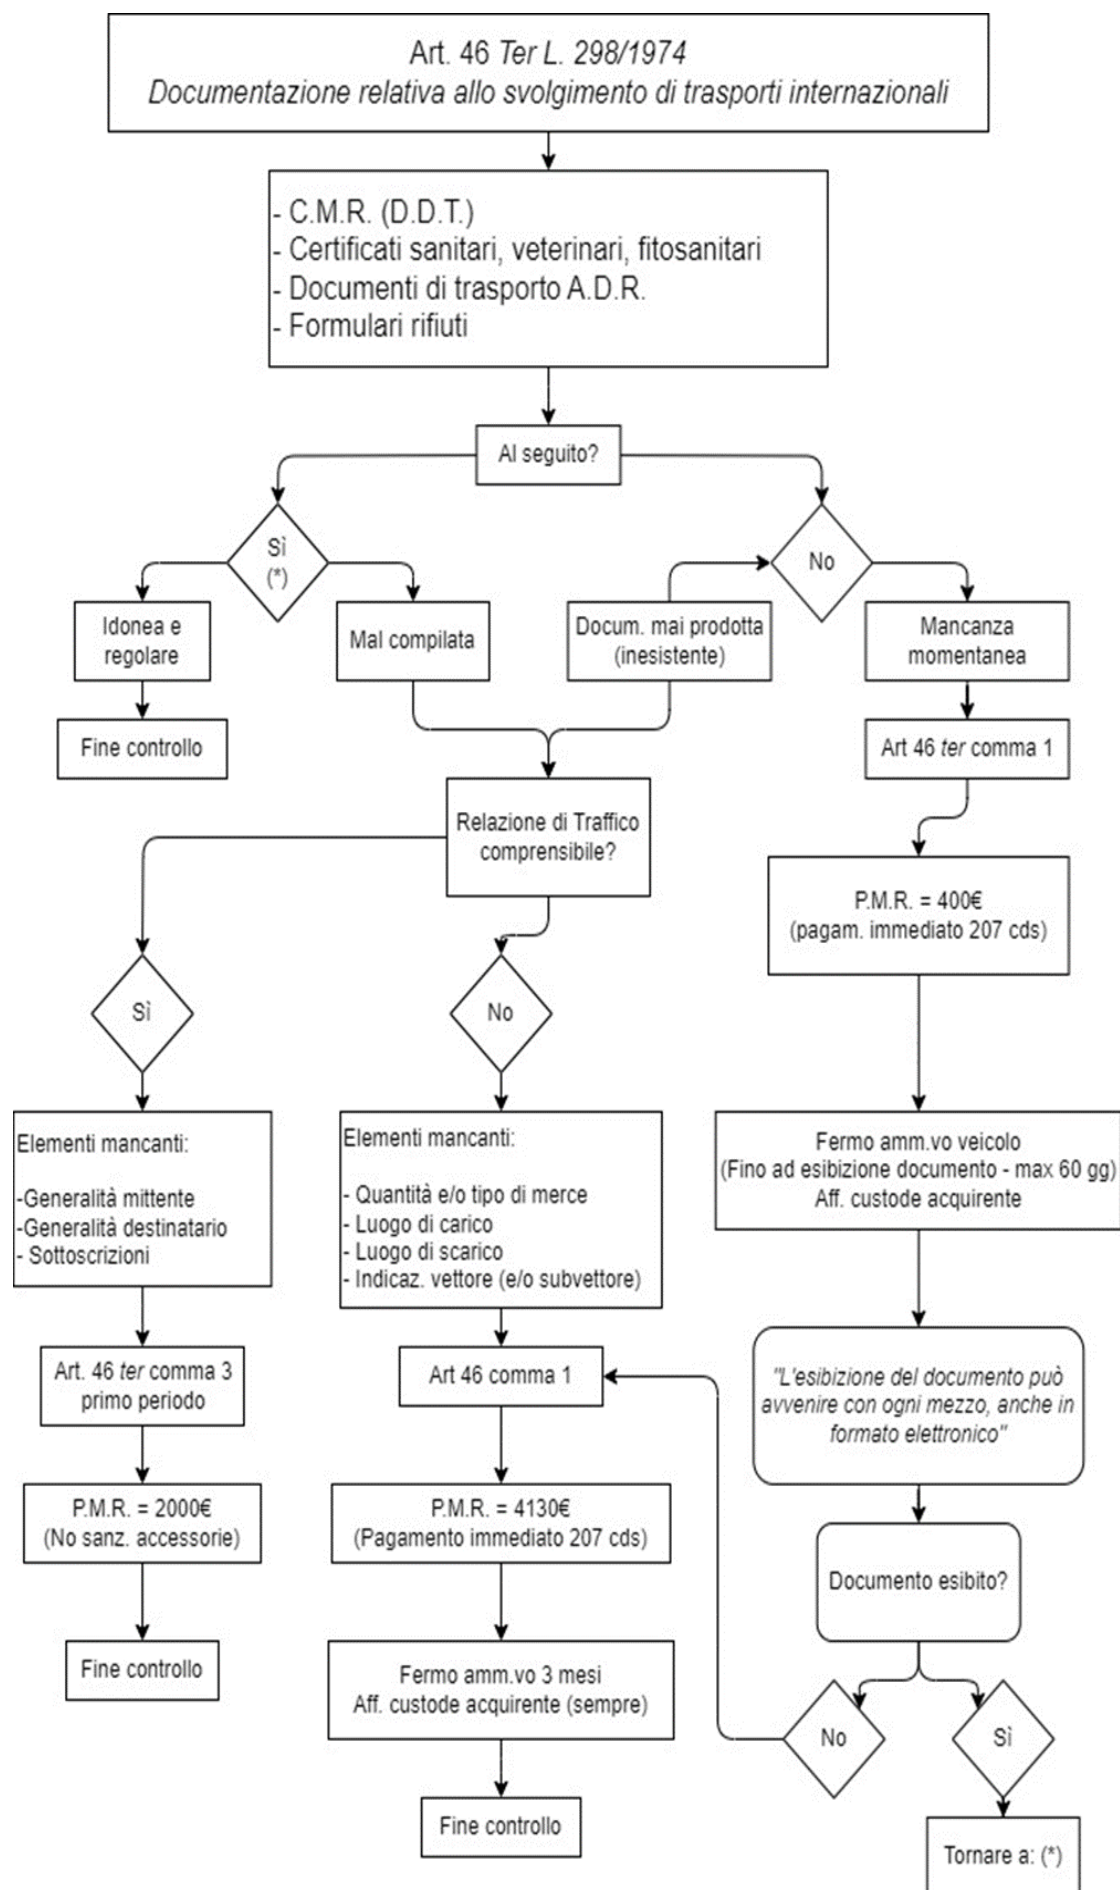 Art. 46 Ter L. 298/1974
Documentazione relativa allo svolgimento di trasporti internazionali
- C.M.R. (D.D.T.)
- Certificati sanitari, veterinari, fitosanitari
- Documenti di trasporto A.D.R.
- Formulari rifiuti
Al seguito?
Sì
(*)
No
Idonea e
regolare
Mal compilata
Docum. mai prodotta
(inesistente)
Mancanza
momentanea
Fine controllo
Art 46 ter comma 1
Relazione di Traffico
comprensibile?
P.M.R. = 400€
(pagam. immediato 207 cds)
Sì
No
Elementi mancanti:
-Generalità mittente
-Generalità destinatario
- Sottoscrizioni
Elementi mancanti:
- Quantità e/o tipo di merce
- Luogo di carico
- Luogo di scarico
- Indicaz. vettore (e/o subvettore)
Fermo amm.vo veicolo
(Fino ad esibizione documento - max 60 gg)
Aff. custode acquirente
Art. 46 ter comma 3
primo periodo
Art 46 comma 1
"L'esibizione del documento può
avvenire con ogni mezzo, anche in
formato elettronico"
P.M.R. = 2000€
(No sanz. accessorie)
P.M.R. = 4130€
(Pagamento immediato 207 cds)
Documento esibito?
Fine controllo
Fermo amm.vo 3 mesi
Aff. custode acquirente (sempre)
No
Sì
Fine controllo
Tornare a: (*)